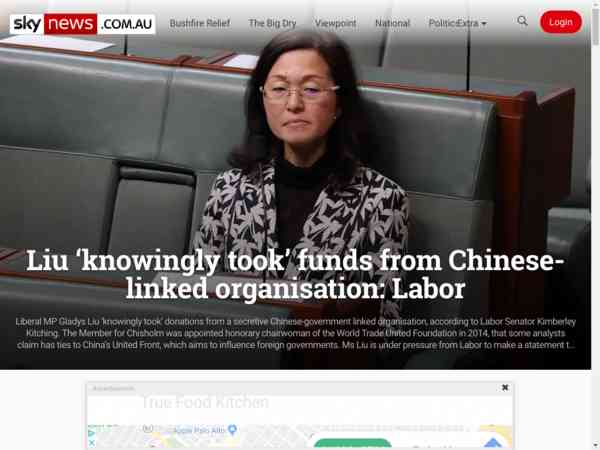 sky news .COM.AU Bushfire Relief The Big Dry Viewpoint National Politics Extra Login
Liu ‘knowingly took’ funds from Chinese-
linked organisation: Labor
Liberal MP Gladys Liu ‘knowingly took’ donations from a secretive Chinese-government linked organisation, according to Labor Senator Kimberley
Kitching. The Member for Chisholm was appointed honorary chairwoman of the World Trade United Foundation in 2014, that some analysts
claim has ties to China’s United Front, which aims to influence foreign governments. Ms Liu is under pressure from Labor to make a statement t...
Advertisement
True Food Kitchen
Apple Palo Alto